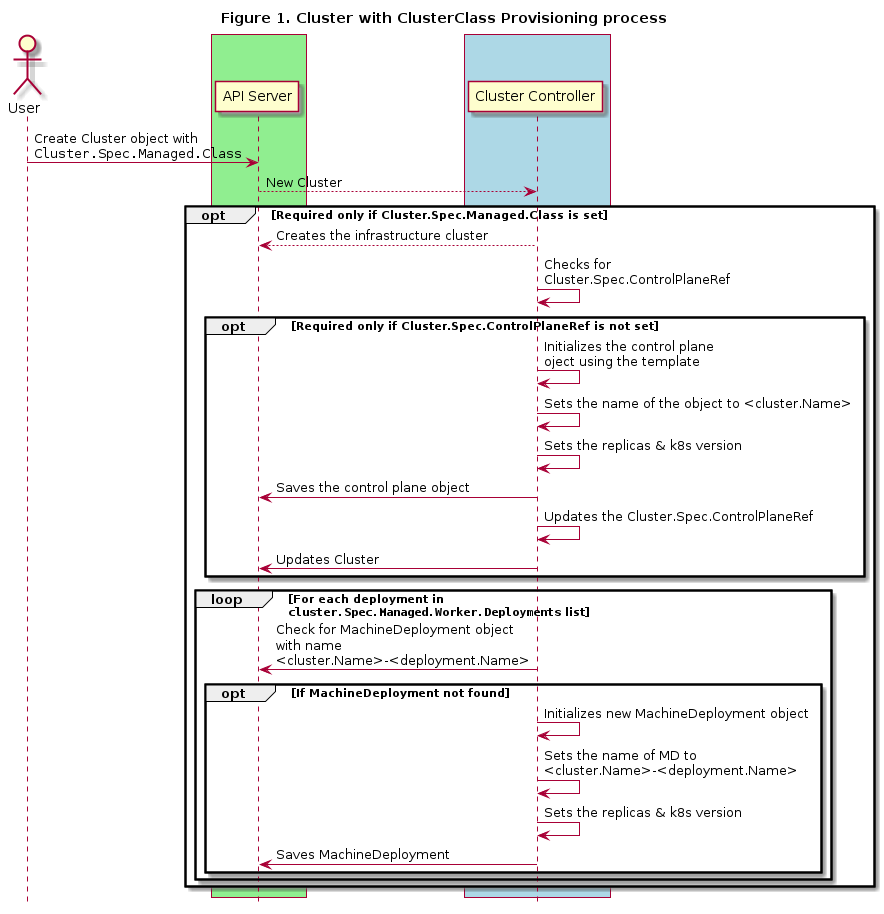 Figure 1. Cluster with ClusterClass Provisioning process
User
API Server
Cluster Controller
Create Cluster object with
Cluster.Spec.Managed.Class
New Cluster
opt
[Required only if Cluster.Spec.Managed.Class is set]
Creates the infrastructure cluster
Checks for
Cluster.Spec.ControlPlaneRef
opt
[Required only if Cluster.Spec.ControlPlaneRef is not set]
Initializes the control plane
oject using the template
Sets the name of the object to <cluster.Name>
Sets the replicas & k8s version
Saves the control plane object
Updates the Cluster.Spec.ControlPlaneRef
Updates Cluster
loop
[For each deployment in
cluster.Spec.Managed.Worker.Deployments list]
Check for MachineDeployment object
with name
<cluster.Name>-<deployment.Name>
opt
[If MachineDeployment not found]
Initializes new MachineDeployment object
Sets the name of MD to
<cluster.Name>-<deployment.Name>
Sets the replicas & k8s version
Saves MachineDeployment